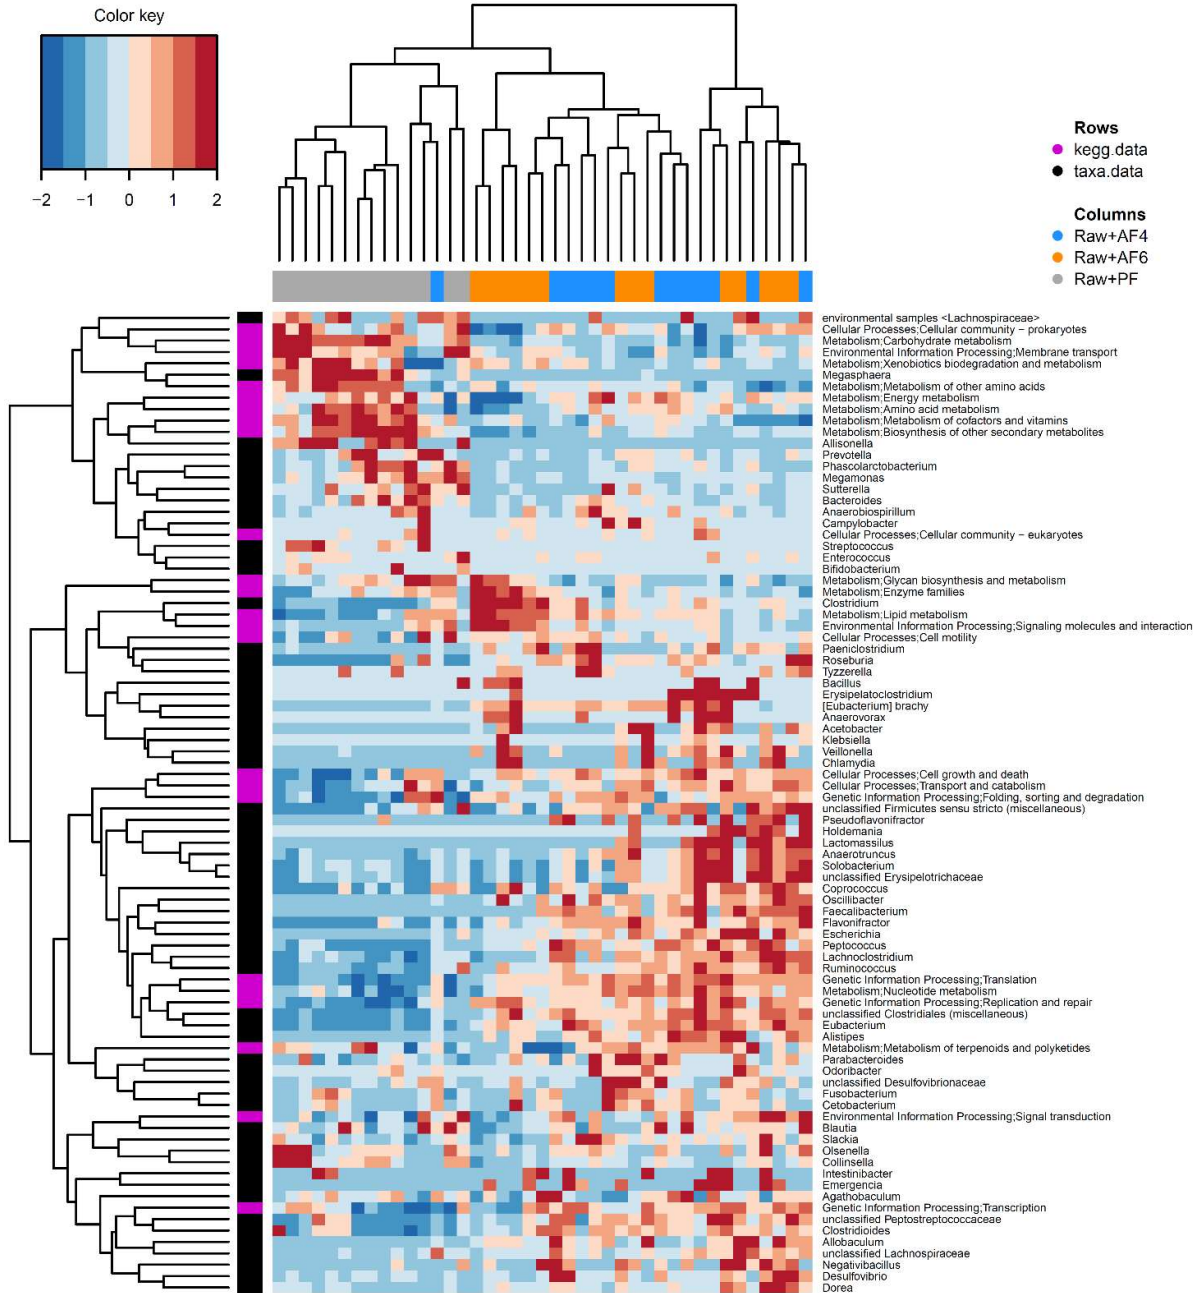 Color key
−2 −1 0 1 2
Rows
kegg.data
taxa.data
Columns
Raw+AF4
Raw+AF6
Raw+PF
environmental samples <Lachnospiraceae>
Cellular Processes;Cellular community − prokaryotes
Metabolism;Carbohydrate metabolism
Environmental Information Processing;Membrane transport
Metabolism;Xenobiotics biodegradation and metabolism
Megasphaera
Metabolism;Metabolism of other amino acids
Metabolism;Energy metabolism
Metabolism;Amino acid metabolism
Metabolism;Metabolism of cofactors and vitamins
Metabolism;Biosynthesis of other secondary metabolites
Allisonella
Prevotella
Phascolarctobacterium
Megamonas
Sutterella
Bacteroides
Anaerobiospirillum
Campylobacter
Cellular Processes;Cellular community − eukaryotes
Streptococcus
Enterococcus
Bifidobacterium
Metabolism;Glycan biosynthesis and metabolism
Metabolism;Enzyme families
Clostridium
Metabolism;Lipid metabolism
Environmental Information Processing;Signaling molecules and interaction
Cellular Processes;Cell motility
Paeniclostridium
Roseburia
Tyzzerella
Bacillus
Erysipelatoclostridium
[Eubacterium] brachy
Anaerovorax
Acetobacter
Klebsiella
Veillonella
Chlamydia
Cellular Processes;Cell growth and death
Cellular Processes;Transport and catabolism
Genetic Information Processing;Folding, sorting and degradation
unclassified Firmicutes sensu stricto (miscellaneous)
Pseudoflavonifractor
Holdemania
Lactomassilus
Anaerotruncus
Solobacterium
unclassified Erysipelotrichaceae
Coprococcus
Oscillibacter
Faecalibacterium
Flavonifractor
Escherichia
Peptococcus
Lachnoclostridium
Ruminococcus
Genetic Information Processing;Translation
Metabolism;Nucleotide metabolism
Genetic Information Processing;Replication and repair
unclassified Clostridiales (miscellaneous)
Eubacterium
Alistipes
Metabolism;Metabolism of terpenoids and polyketides
Parabacteroides
Odoribacter
unclassified Desulfovibrionaceae
Fusobacterium
Cetobacterium
Environmental Information Processing;Signal transduction
Blautia
Slackia
Olsenella
Collinsella
Intestinibacter
Emergencia
Agathobaculum
Genetic Information Processing;Transcription
unclassified Peptostreptococcaceae
Clostridioides
Allobaculum
unclassified Lachnospiraceae
Negativibacillus
Desulfovibrio
Dorea